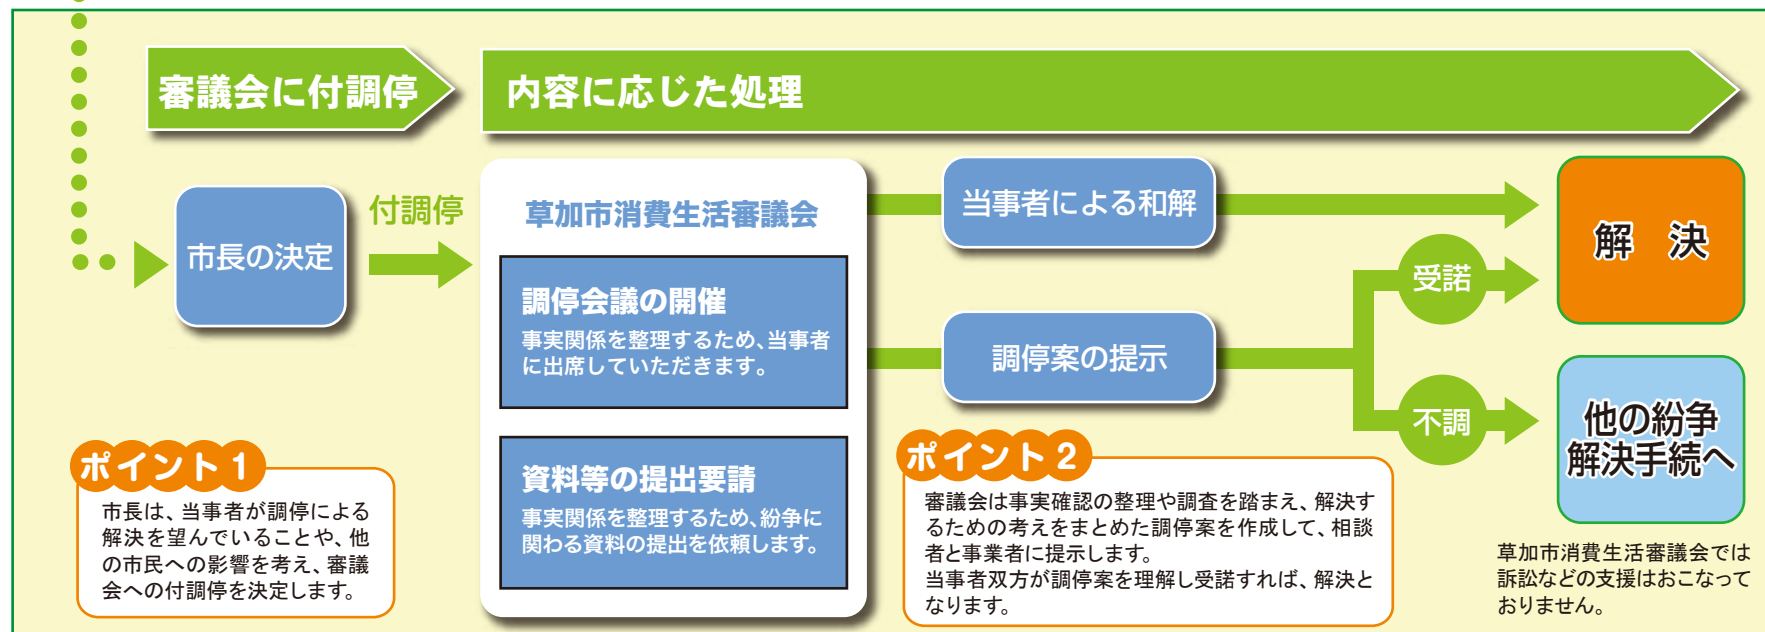 審議会に付調停
内容に応じた処理
市長の決定
付調停
草加市消費生活審議会
調停会議の開催
事実関係を整理するため、当事者
に出席していただきます。
資料等の提出要請
事実関係を整理するため、紛争に
関わる資料の提出を依頼します。
当事者による和解
調停案の提示
受諾
不調
解 決
他の紛争
解決手続へ
ポイント 1
市長は、当事者が調停による
解決を望んでいることや、他
の市民への影響を考え、審議
会への付調停を決定します。
ポイント 2
審議会は事実確認の整理や調査を踏まえ、解決す
るための考えをまとめた調停案を作成して、相談
者と事業者に提示します。
当事者双方が調停案を理解し受諾すれば、解決と
なります。
草加市消費生活審議会では
訴訟などの支援はおこなって
おりません。